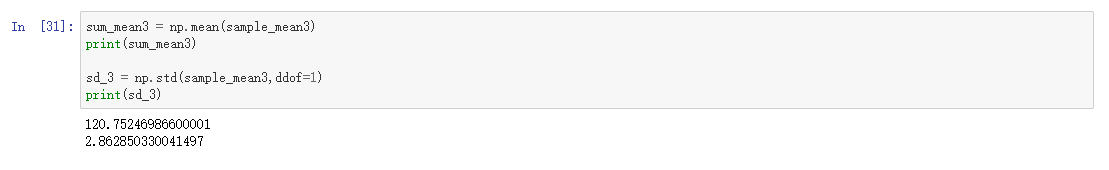 In [31]:
sum_mean3 = np.mean(sample_mean3)
print(sum_mean3)
sd_3 = np.std(sample_mean3,ddof=1)
print(sd_3)
120.75246986600001
2.862850330041497